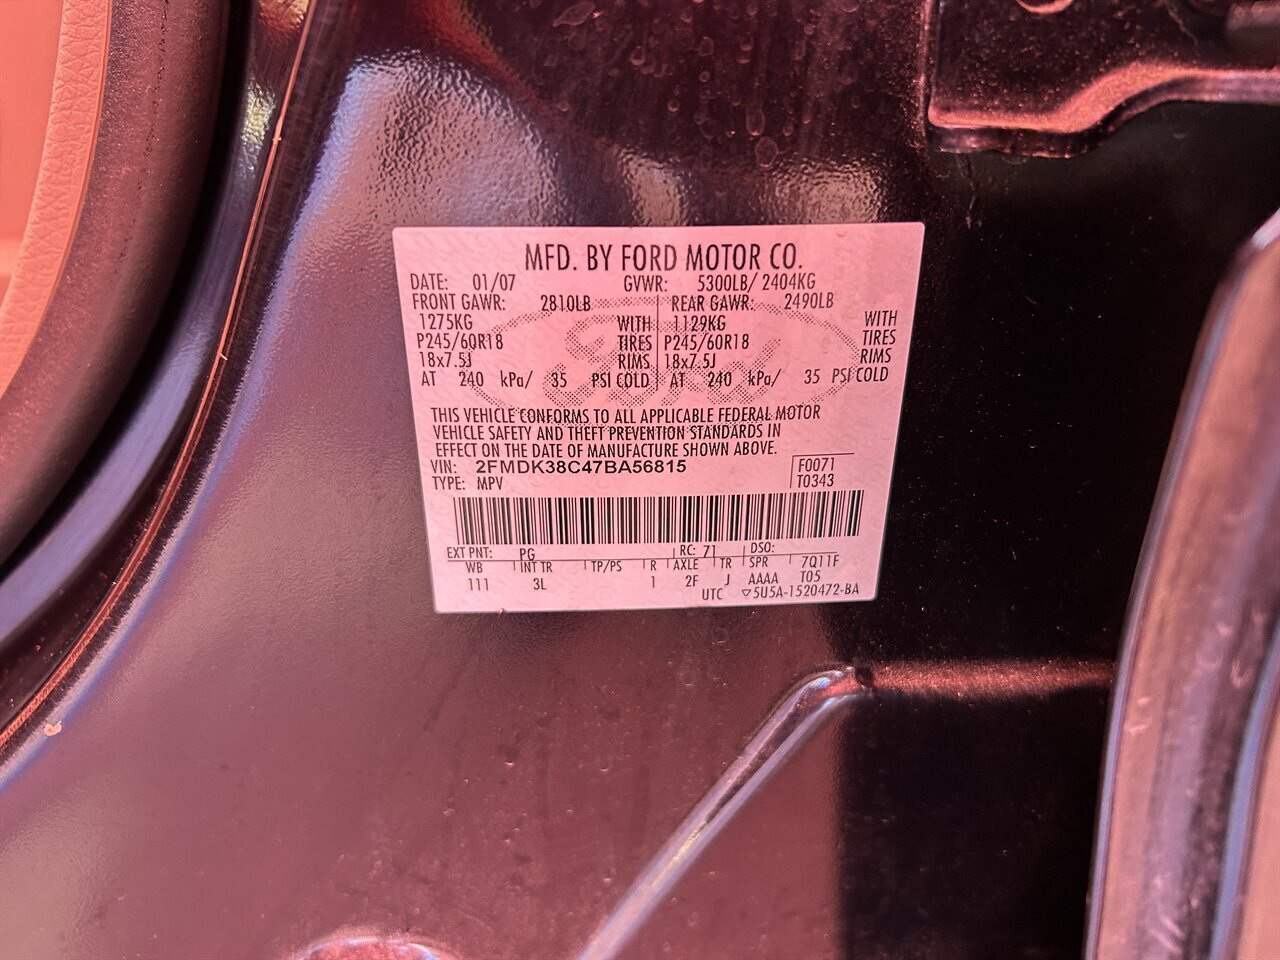 MFD. BY FORD MOTOR CO.
DATE: 01/07 GVWR: 5300LB/ 2404KG
FRONT GAWR: 2810LB REAR GAWR: 2490LB
1275KG WITH 1129KG WITH
P245/60R18 TIRES P245/60R18 TIRES
18x7.5J RIMS 18x7.5J RIMS
AT 240 kPa/ 35 PSI COLD AT 240 kPa/ 35 PSI COLD
THIS VEHICLE CONFORMS TO ALL APPLICABLE FEDERAL MOTOR
VEHICLE SAFETY AND THEFT PREVENTION STANDARDS IN
EFFECT ON THE DATE OF MANUFACTURE SHOWN ABOVE.
VIN: 2FMDK38C47BA56815 F0071
TYPE: MPV T0343
EXT PNT: PG RC: 71 DSO:
WB INT TR TP/PS R AXLE TR SPR 7Q11F
111 3L 1 2F J AAAA T05
UTC ▽5U5A-1520472-BA